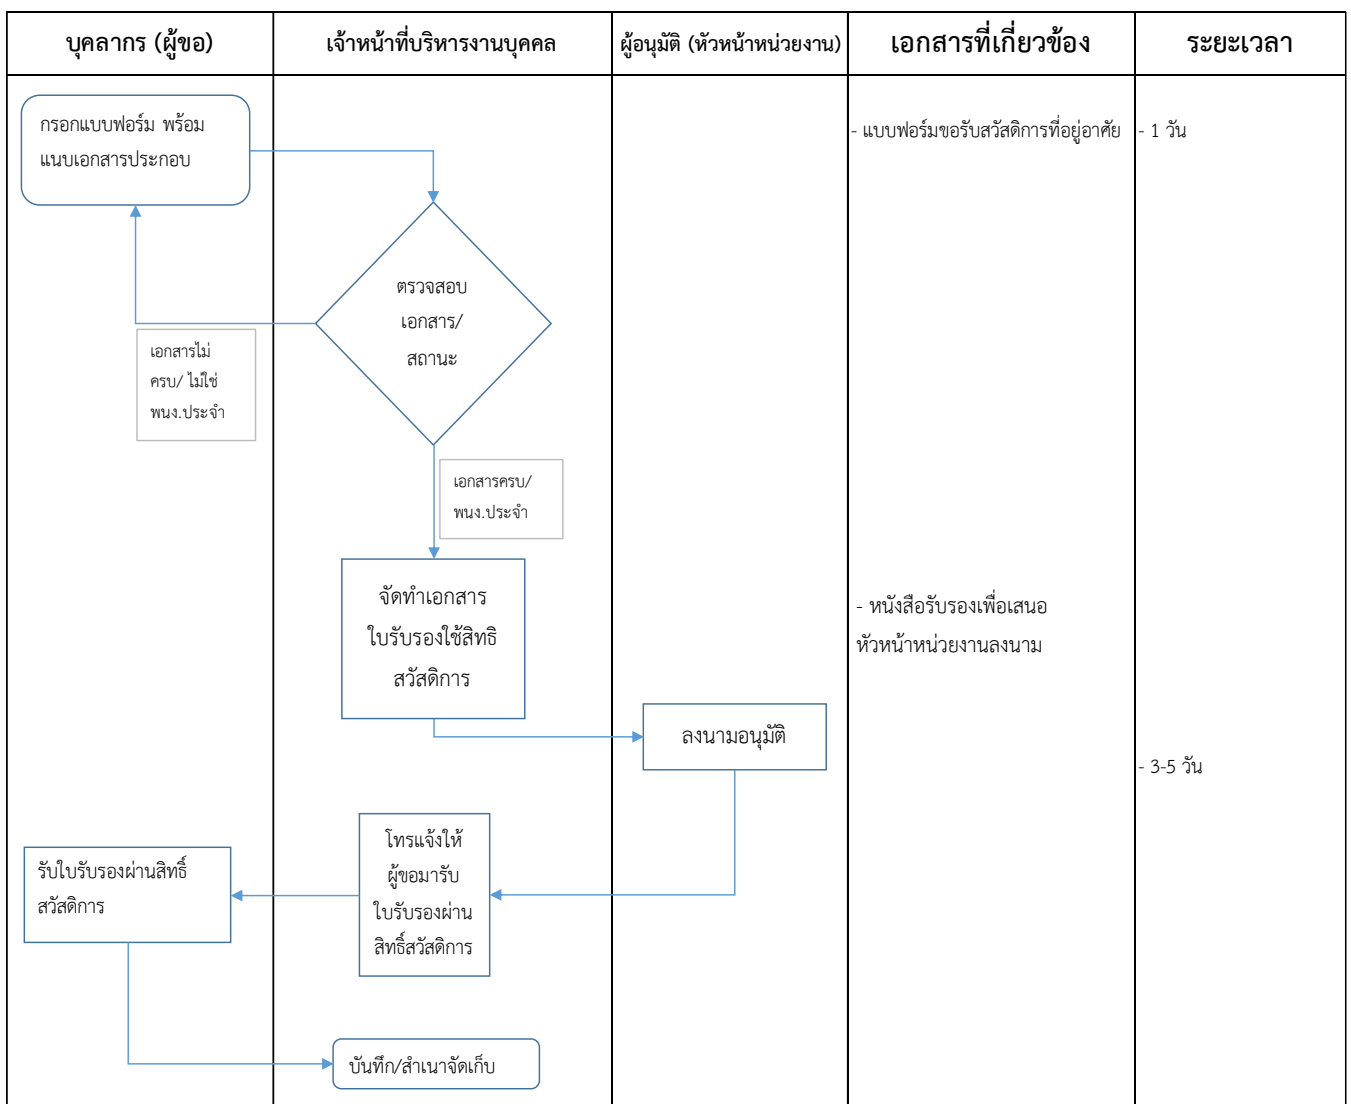 บุคลากร (ผู้ขอ)
เจ้าหน้าที่บริหารงานบุคคล
ผู้อนุมัติ (หัวหน้าหน่วยงาน)
เอกสารที่เกี่ยวข้อง
ระยะเวลา
กรอกแบบฟอร์ม พร้อม
แนบเอกสารประกอบ
- แบบฟอร์มขอรับสวัสดิการที่อยู่อาศัย
- 1 วัน
ตรวจสอบ
เอกสาร/
สถานะ
เอกสารไม่
ครบ/ ไม่ใช่
พนง.ประจำ
เอกสารครบ/
พนง.ประจำ
จัดทำเอกสาร
ใบรับรองใช้สิทธิ
สวัสดิการ
- หนังสือรับรองเพื่อเสนอ
หัวหน้าหน่วยงานลงนาม
ลงนามอนุมัติ
- 3-5 วัน
โทรแจ้งให้
ผู้ขอมารับ
ใบรับรองผ่าน
สิทธิ์สวัสดิการ
รับใบรับรองผ่านสิทธิ์
สวัสดิการ
บันทึก/สำเนาจัดเก็บ